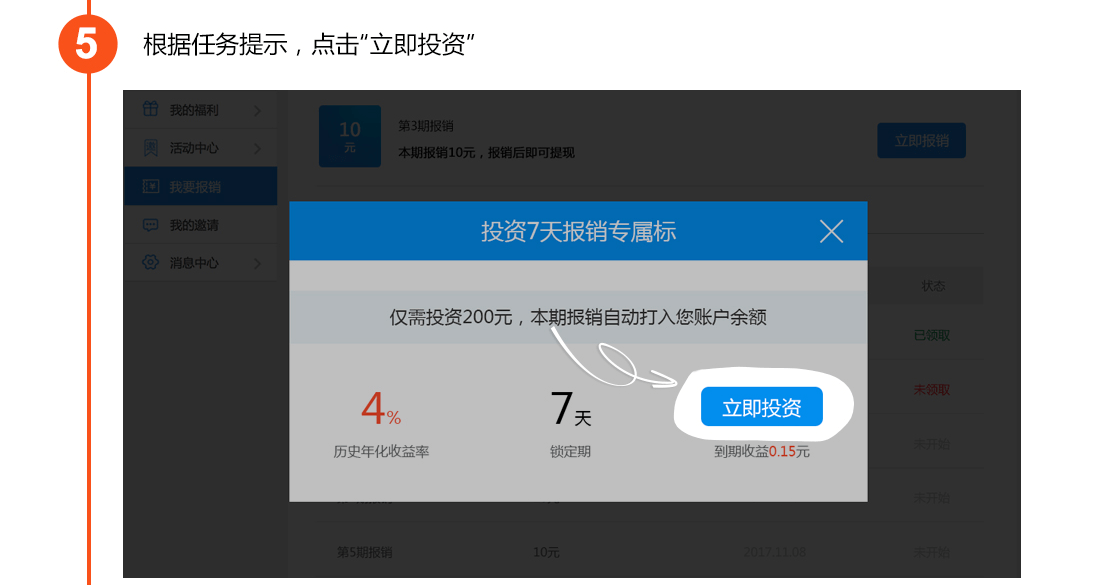 5
根据任务提示，点击“立即投资”
我的福利
10
元
第3期报销
本期报销10元，报销后即可提现
立即报销
活动中心
我要报销
我的邀请
消息中心
投资7天报销专属标
状态
仅需投资200元，本期报销自动打入您账户余额
已领取
未领取
4%
7天
立即投资
历史年化收益率
锁定期
到期收益0.15元
未开始
未开始
第5期报销
10元
2017.11.08
未开始